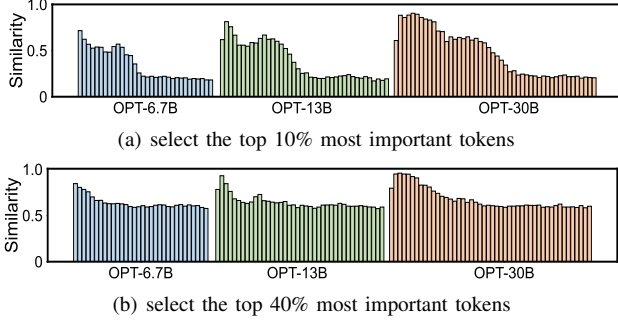 1.0
0.5
0
Similarity
OPT-6.7B OPT-13B OPT-30B
(a) select the top 10% most important tokens
1.0
0.5
0
Similarity
OPT-6.7B OPT-13B OPT-30B
(b) select the top 40% most important tokens